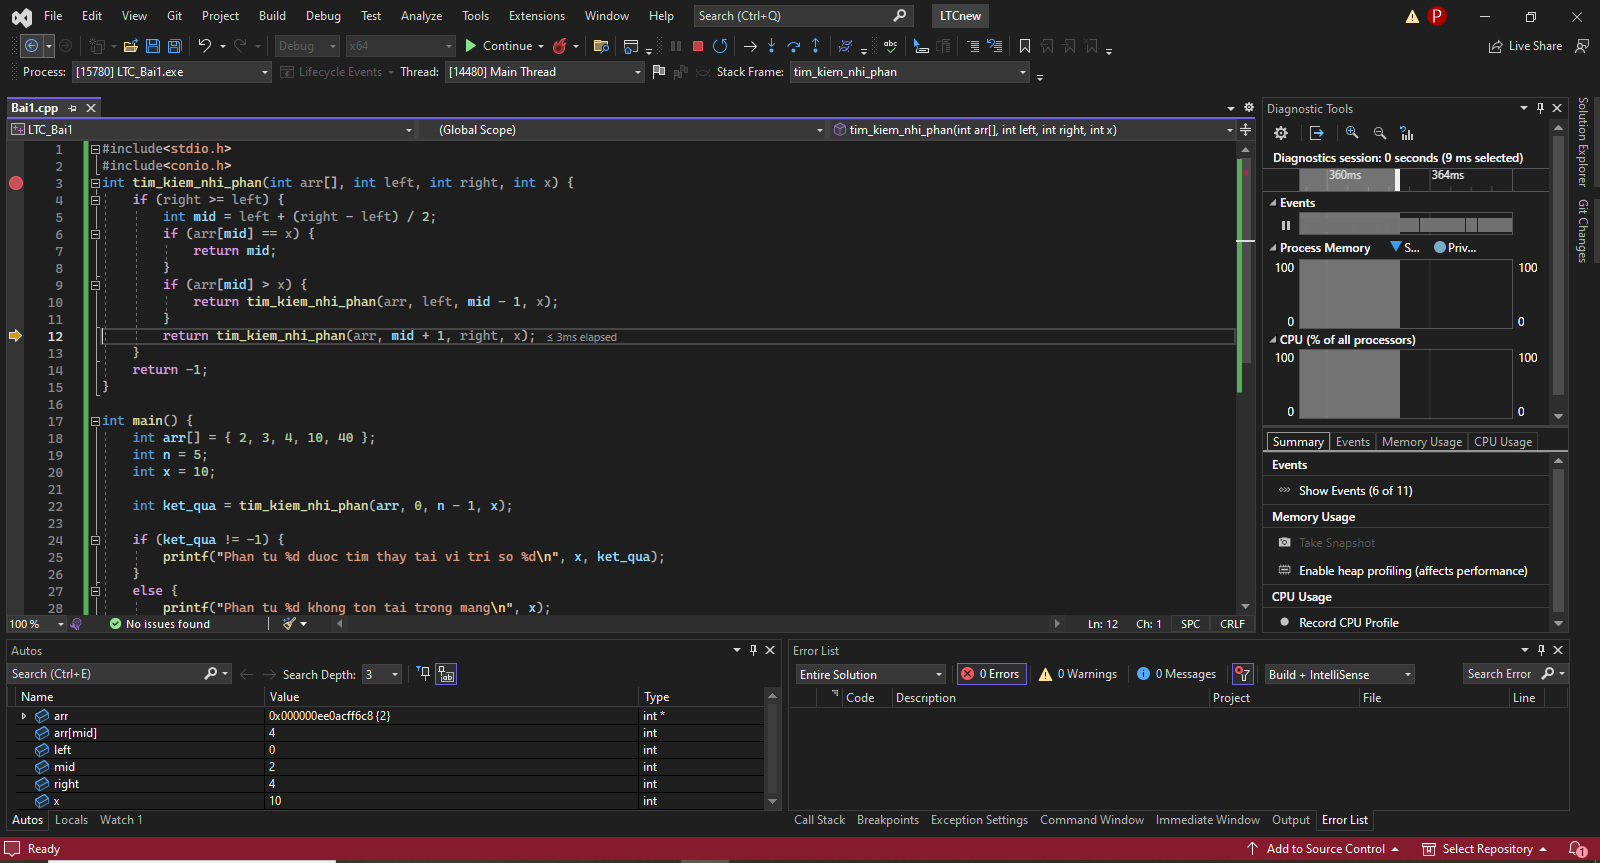 File Edit View Git Project Build Debug Test Analyze Tools Extensions Window Help Search (Ctrl+Q) LTCnew P
Debug x64 Continue Live Share
Process: [15780] LTC_Bai1.exe Lifecycle Events Thread: [14480] Main Thread Stack Frame: tim_kiem_nhi_phan
Bai1.cpp
LTC_Bai1 (Global Scope) tim_kiem_nhi_phan(int arr[], int left, int right, int x)
1 #include<stdio.h>
2 #include<conio.h>
3 int tim_kiem_nhi_phan(int arr[], int left, int right, int x) {
4 if (right >= left) {
5 int mid = left + (right - left) / 2;
6 if (arr[mid] == x) {
7 return mid;
8 }
9 if (arr[mid] > x) {
10 return tim_kiem_nhi_phan(arr, left, mid - 1, x);
11 }
12 return tim_kiem_nhi_phan(arr, mid + 1, right, x); ≤ 3ms elapsed
13 }
14 return -1;
15 }
16
17 int main() {
18 int arr[] = { 2, 3, 4, 10, 40 };
19 int n = 5;
20 int x = 10;
21
22 int ket_qua = tim_kiem_nhi_phan(arr, 0, n - 1, x);
23
24 if (ket_qua != -1) {
25 printf("Phan tu %d duoc tim thay tai vi tri so %d\n", x, ket_qua);
26 }
27 else {
28 printf("Phan tu %d khong ton tai trong mang\n", x);
100 % No issues found Ln: 12 Ch: 1 SPC CRLF
Diagnostic Tools
Diagnostics session: 0 seconds (9 ms selected)
360ms 364ms
Events
Process Memory S... Priv...
100 100
0 0
CPU (% of all processors)
100 100
0 0
Summary Events Memory Usage CPU Usage
Events
Show Events (6 of 11)
Memory Usage
Take Snapshot
Enable heap profiling (affects performance)
CPU Usage
Record CPU Profile
Solution Explorer
Git Changes
Autos
Search (Ctrl+E) Search Depth: 3
Name Value Type
arr 0x000000ee0acff6c8 {2} int *
arr[mid] 4 int
left 0 int
mid 2 int
right 4 int
x 10 int
Autos Locals Watch 1
Error List
Entire Solution 0 Errors 0 Warnings 0 Messages Build + IntelliSense Search Error
Code Description Project File Line
Call Stack Breakpoints Exception Settings Command Window Immediate Window Output Error List
Ready Add to Source Control Select Repository 1